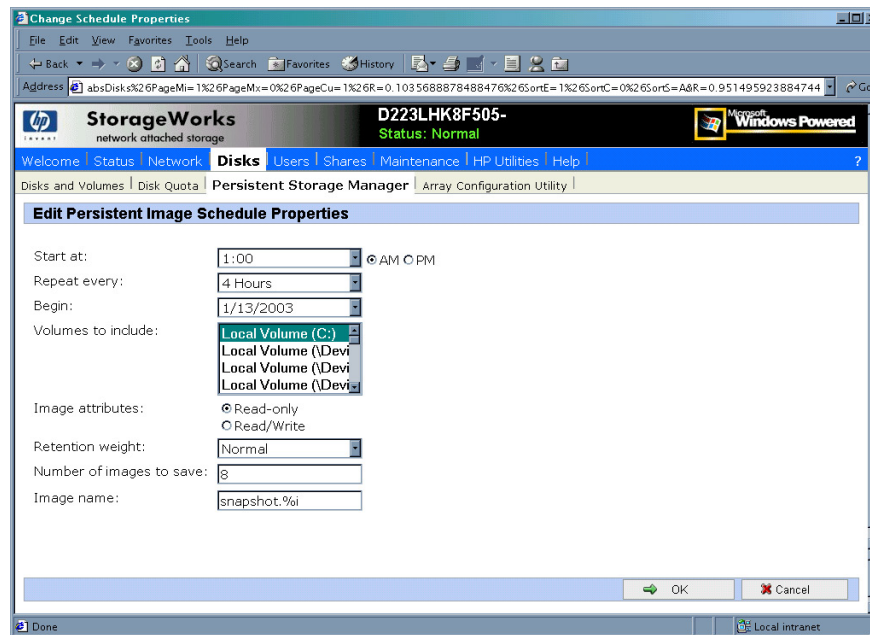 Change Schedule Properties
File Edit View Favorites Tools Help
Back Search Favorites History
Address absDisks%26PageMi=1%26PageMx=0%26PageCu=1%26R=0.1035688878488476%26SortE=1%26SortC=0%26SortS=A&R=0.951495923884744 Go
hp
invent
StorageWorks
network attached storage
D223LHK8F505-
Status: Normal
Microsoft
Windows Powered
Welcome Status Network Disks Users Shares Maintenance HP Utilities Help ?
Disks and Volumes Disk Quota Persistent Storage Manager Array Configuration Utility
Edit Persistent Image Schedule Properties
Start at: 1:00 AM PM
Repeat every: 4 Hours
Begin: 1/13/2003
Volumes to include: Local Volume (C:)
Local Volume (\Devi
Local Volume (\Devi
Local Volume (\Devi
Image attributes: Read-only
Read/Write
Retention weight: Normal
Number of images to save: 8
Image name: snapshot.%i
OK Cancel
Done Local intranet